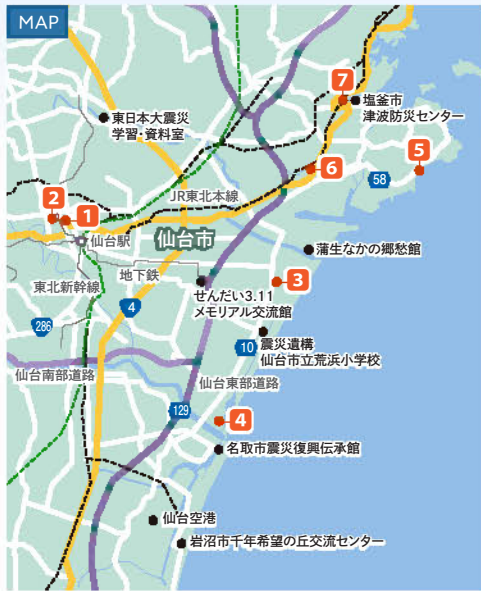 MAP
7
塩釜市
津波防災センター
東日本大震災
学習・資料室
6
5
58
JR東北本線
2
1
仙台駅
仙台市
蒲生なかの郷愁館
地下鉄
3
東北新幹線
せんだい3.11
メモリアル交流館
4
286
10
震災遺構
仙台市立荒浜小学校
仙台南部道路
仙台東部道路
129
4
名取市震災復興伝承館
仙台空港
岩沼市千年希望の丘交流センター